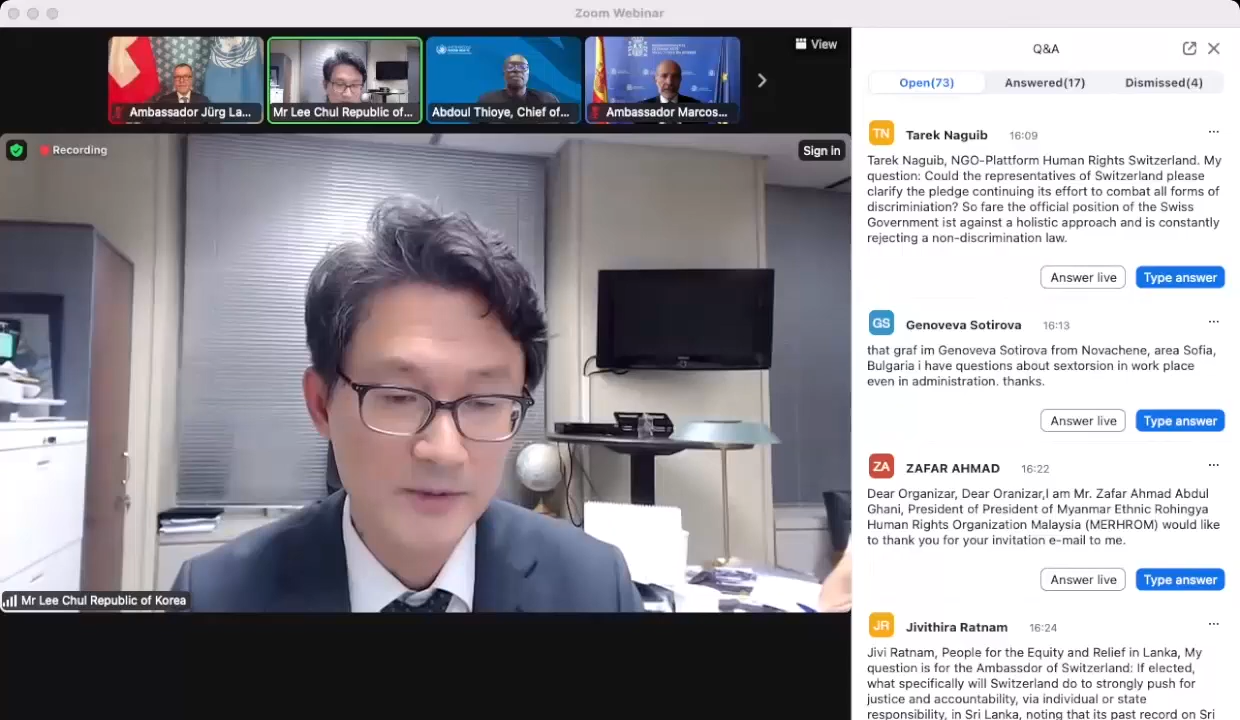 Zoom Webinar
Ambassador Jürg La...
Mr Lee Chul Republic of...
Abdoul Thioye, Chief of...
Ambassador Marcos...
View
Recording
Sign in
Mr Lee Chul Republic of Korea
Q&A
Open(73)
Answered(17)
Dismissed(4)
TN
Tarek Naguib
16:09
Tarek Naguib, NGO-Plattform Human Rights Switzerland. My
question: Could the representatives of Switzerland please
clarify the pledge continuing its effort to combat all forms of
discriminiation? So fare the official position of the Swiss
Government ist against a holistic approach and is constantly
rejecting a non-discrimination law.
Answer live
Type answer
GS
Genoveva Sotirova
16:13
that graf im Genoveva Sotirova from Novachene, area Sofia,
Bulgaria i have questions about sextorsion in work place
even in administration. thanks.
Answer live
Type answer
ZA
ZAFAR AHMAD
16:22
Dear Organizar, Dear Oranizar,I am Mr. Zafar Ahmad Abdul
Ghani, President of President of Myanmar Ethnic Rohingya
Human Rights Organization Malaysia (MERHROM) would like
to thank you for your invitation e-mail to me.
Answer live
Type answer
JR
Jivithira Ratnam
16:24
Jivi Ratnam, People for the Equity and Relief in Lanka, My
question is for the Ambassdor of Switzerland: If elected,
what specifically will Switzerland do to strongly push for
justice and accountability, via individual or state
responsibility, in Sri Lanka, noting that its past record on Sri